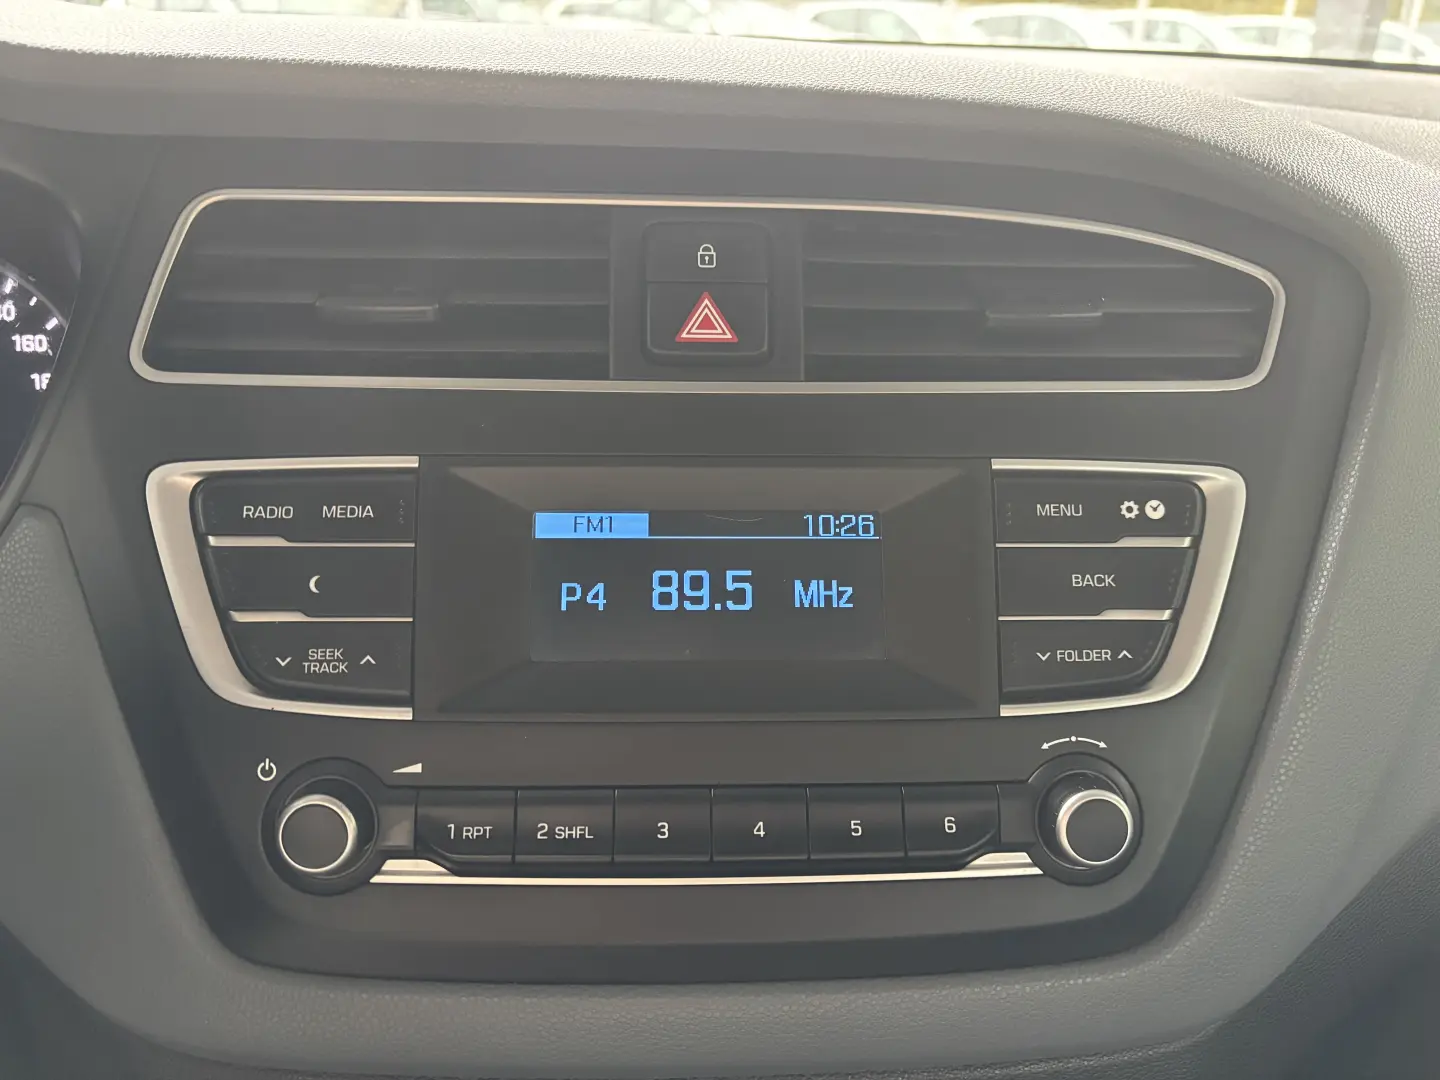 160
RADIO MEDIA
SEEK
TRACK
FM1 10:26
P4 89.5 MHz
MENU
BACK
FOLDER
1 RPT 2 SHFL 3 4 5 6